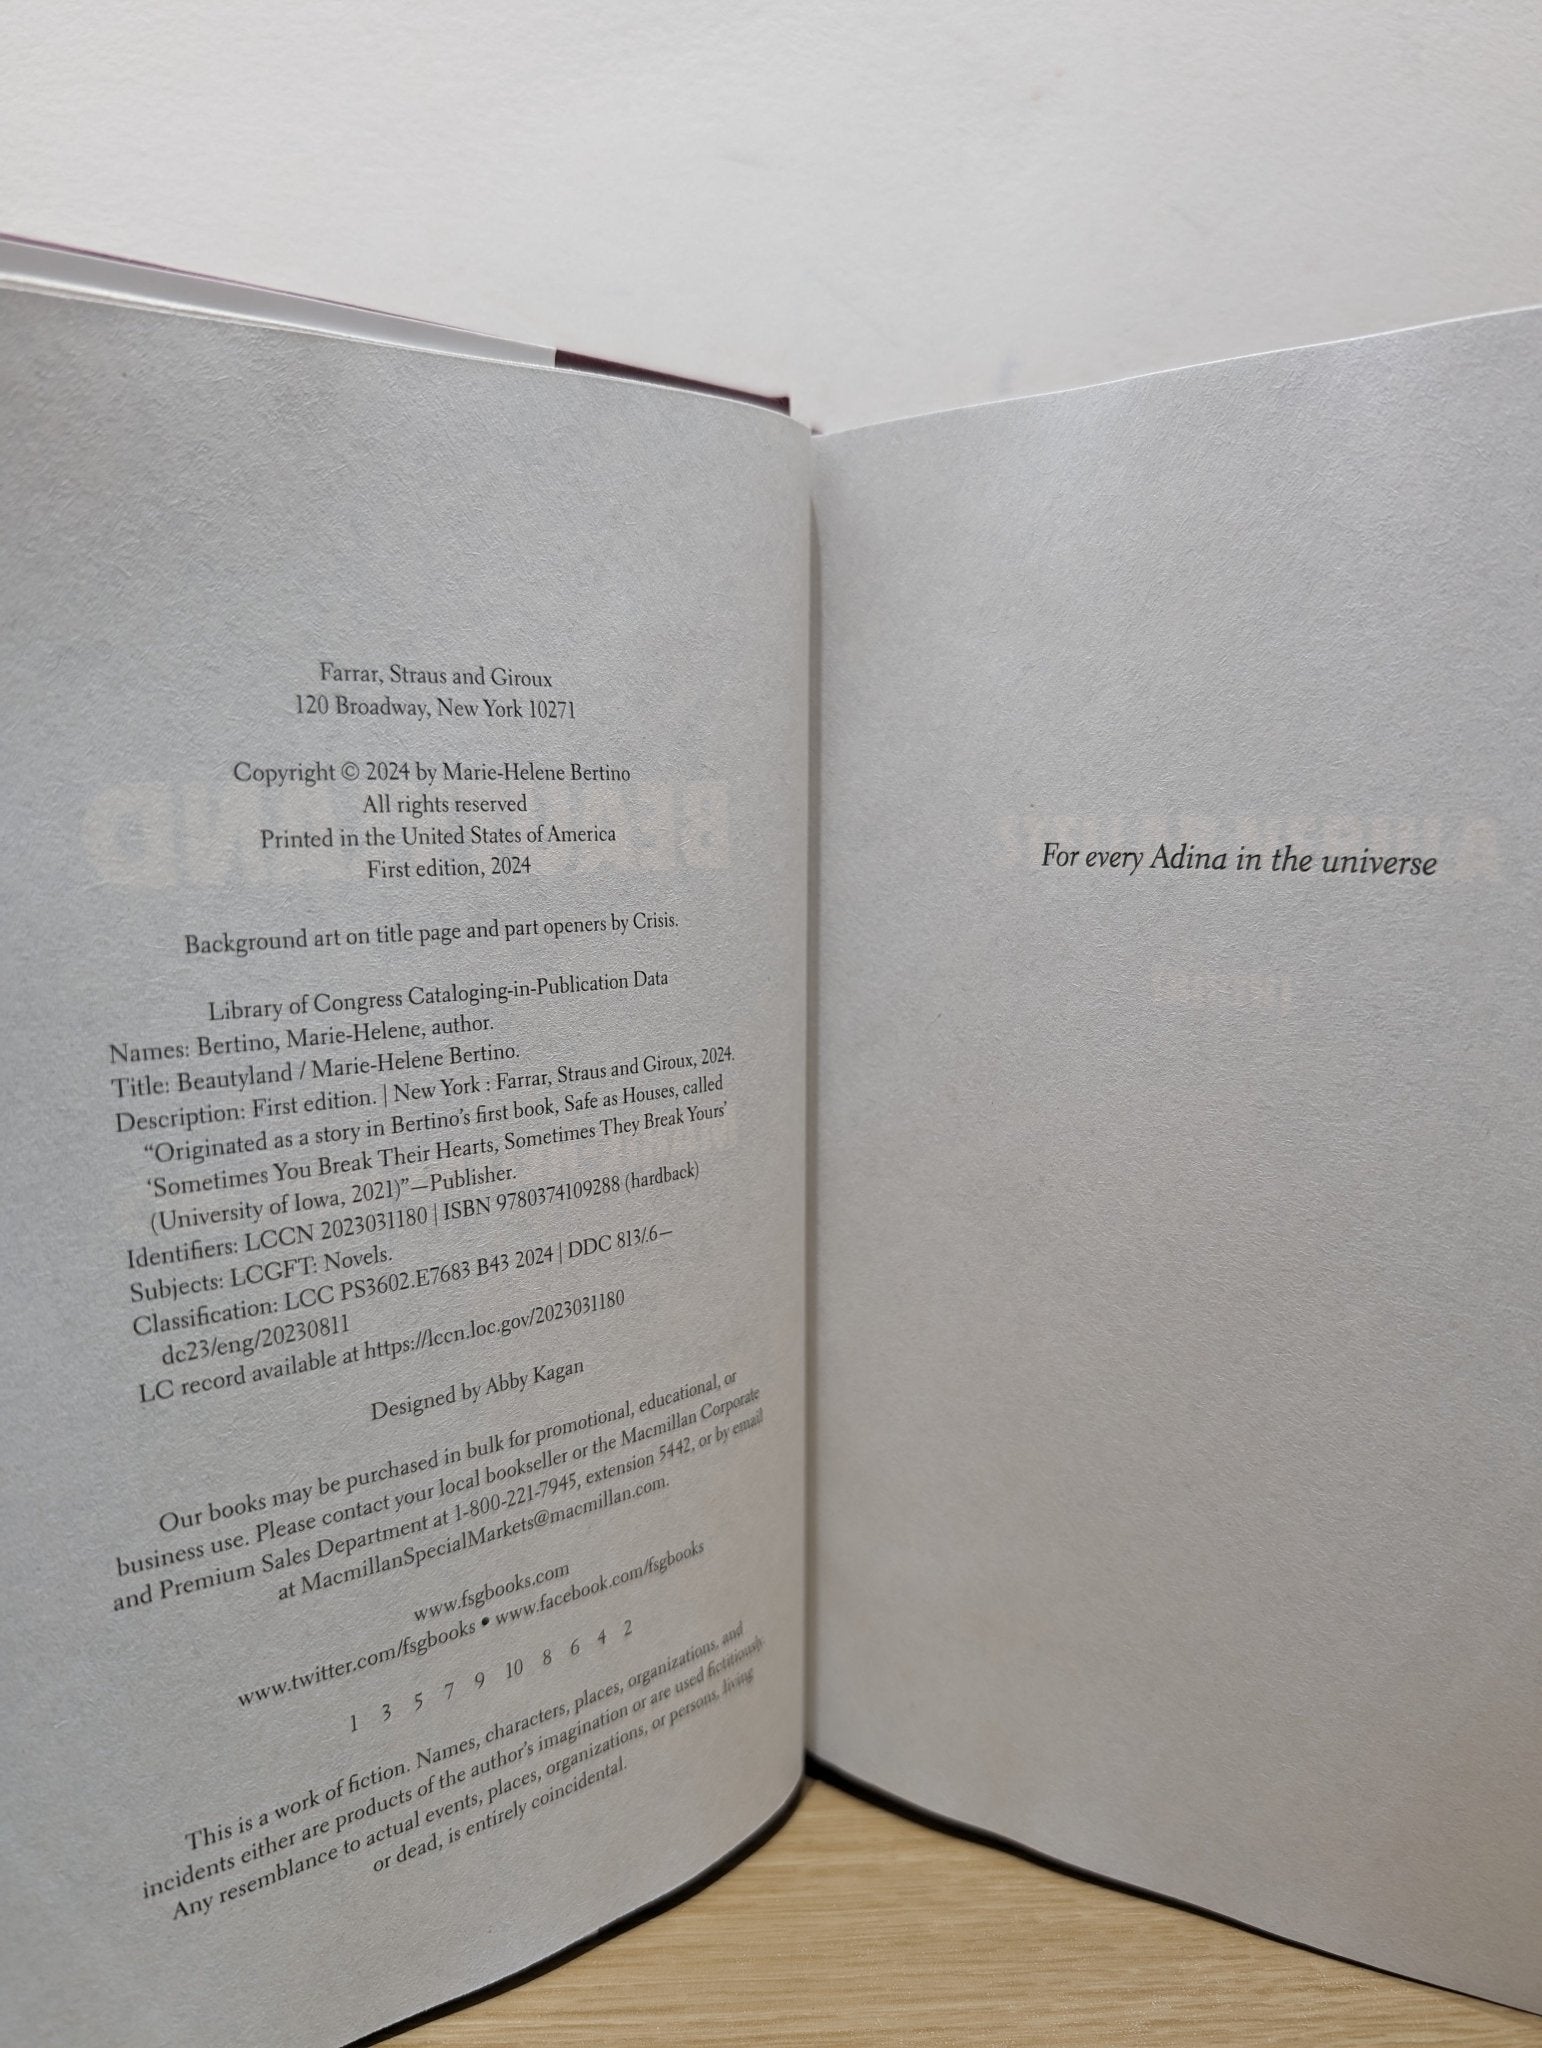 Farrar, Straus and Giroux
120 Broadway, New York 10271
Copyright © 2024 by Marie-Helene Bertino
All rights reserved
Printed in the United States of America
First edition, 2024
Background art on title page and part openers by Crisis.
Library of Congress Cataloging-in-Publication Data
Names: Bertino, Marie-Helene, author.
Title: Beautyland / Marie-Helene Bertino.
Description: First edition. | New York : Farrar, Straus and Giroux, 2024.
“Originated as a story in Bertino’s first book, Safe as Houses, called
‘Sometimes You Break Their Hearts, Sometimes They Break Yours’
(University of Iowa, 2021)”—Publisher.
Identifiers: LCCN 2023031180 | ISBN 9780374109288 (hardback)
Subjects: LCGFT: Novels.
Classification: LCC PS3602.E7683 B43 2024 | DDC 813/.6—
dc23/eng/20230811
LC record available at https://lccn.loc.gov/2023031180
Designed by Abby Kagan
Our books may be purchased in bulk for promotional, educational, or
business use. Please contact your local bookseller or the Macmillan Corporate
and Premium Sales Department at 1-800-221-7945, extension 5442, or by email
at MacmillanSpecialMarkets@macmillan.com.
www.fsgbooks.com
www.twitter.com/fsgbooks • www.facebook.com/fsgbooks
1 3 5 7 9 10 8 6 4 2
This is a work of fiction. Names, characters, places, organizations, and
incidents either are products of the author’s imagination or are used fictitiously.
Any resemblance to actual events, places, organizations, or persons, living
or dead, is entirely coincidental.
For every Adina in the universe